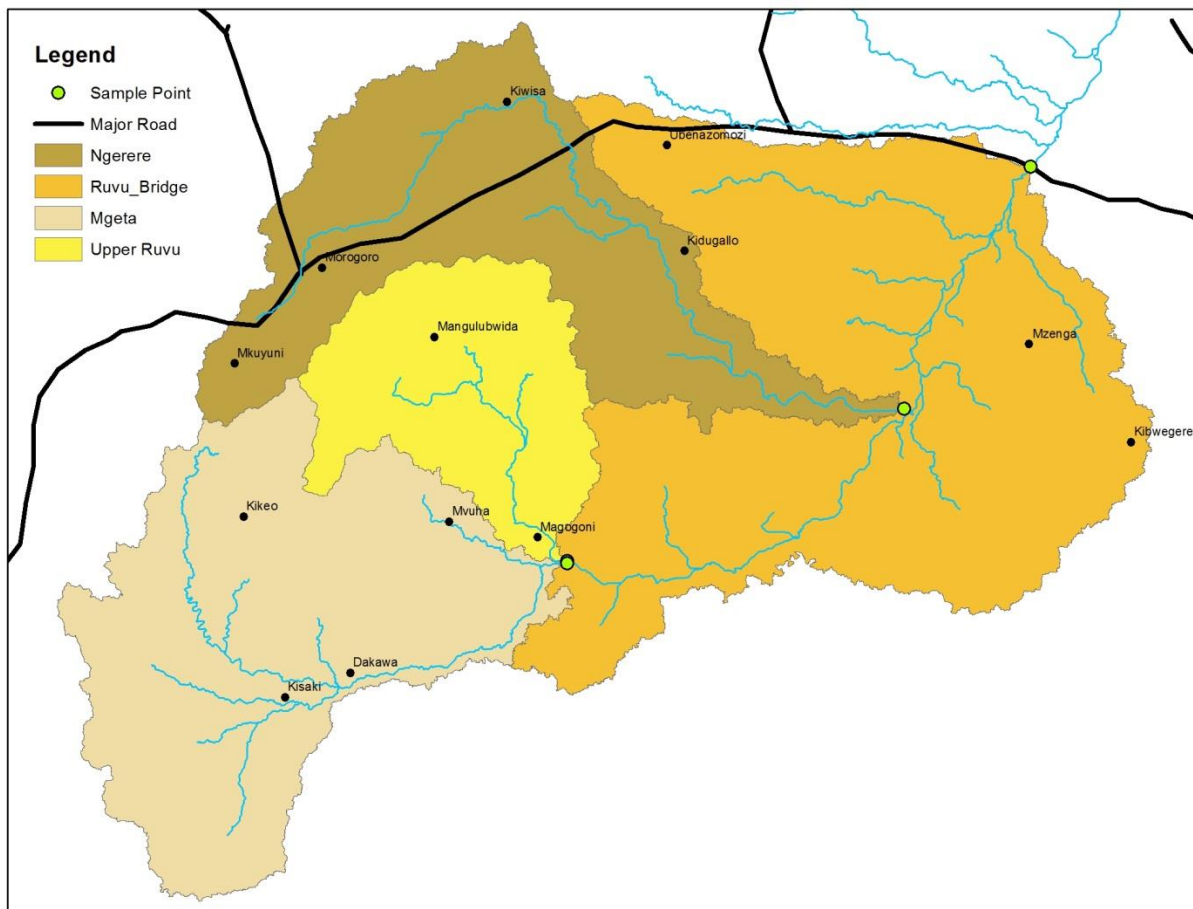 Legend
Sample Point
Major Road
Ngerere
Ruvu_Bridge
Mgeta
Upper Ruvu
Kiwisa
Ubenazomozi
Kidugallo
Morogoro
Mangulubwida
Mzenga
Mkuyuni
Kibwegere
Kikeo
Mvuha
Magogoni
Dakawa
Kisaki